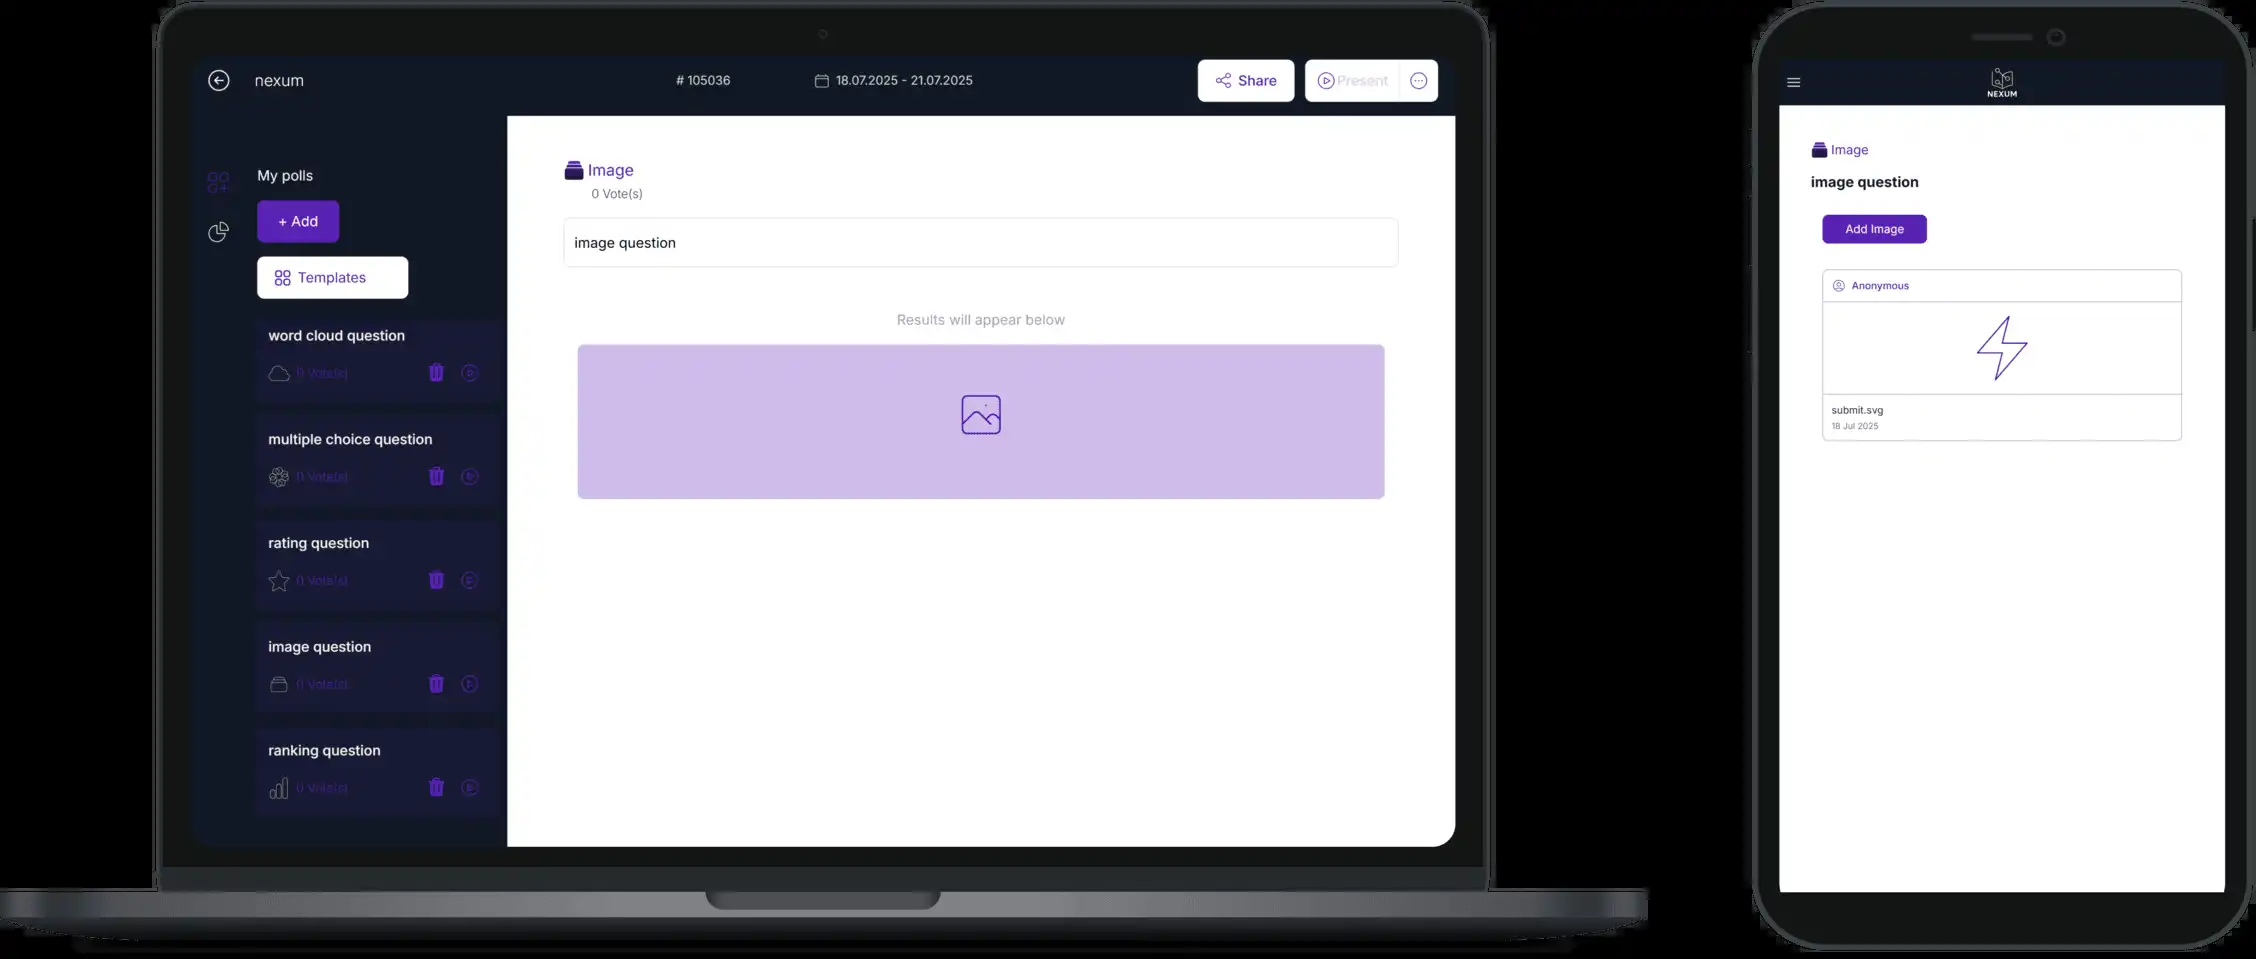 nexum
# 105036
18.07.2025 - 21.07.2025
Share
Present
My polls
+ Add
Templates
word cloud question
0 Vote(s)
multiple choice question
0 Vote(s)
rating question
0 Vote(s)
image question
0 Vote(s)
ranking question
0 Vote(s)
Image
0 Vote(s)
image question
Results will appear below
NEXUM
Image
image question
Add Image
Anonymous
submit.svg
18 Jul 2025